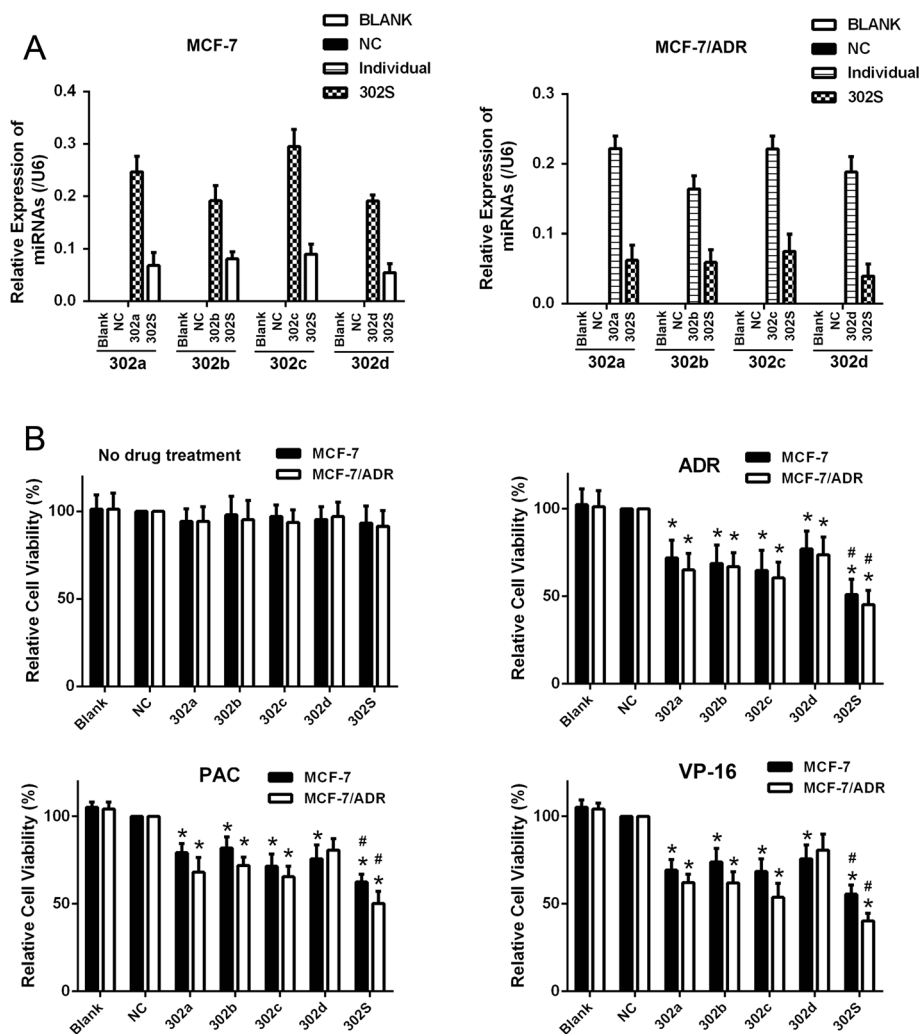 A
MCF-7
BLANK
NC
Individual
302S
Relative Expression of
miRNAs (/U6)
0.4
0.3
0.2
0.1
0.0
Blank NC 302a 302S Blank NC 302b 302S Blank NC 302c 302S Blank NC 302d 302S
302a 302b 302c 302d
MCF-7/ADR
BLANK
NC
Individual
302S
Relative Expression of
miRNAs (/U6)
0.3
0.2
0.1
0.0
Blank NC 302a 302S Blank NC 302b 302S Blank NC 302c 302S Blank NC 302d 302S
302a 302b 302c 302d
B
No drug treatment
MCF-7
MCF-7/ADR
Relative Cell Viability (%)
100
50
0
Blank NC 302a 302b 302c 302d 302S
ADR
MCF-7
MCF-7/ADR
Relative Cell Viability (%)
100
50
0
* * * * * * * * # * # *
Blank NC 302a 302b 302c 302d 302S
PAC
MCF-7
MCF-7/ADR
Relative Cell Viability (%)
100
50
0
* * * * * * * # * # *
Blank NC 302a 302b 302c 302d 302S
VP-16
MCF-7
MCF-7/ADR
Relative Cell Viability (%)
100
50
0
* * * * * * * # * # *
Blank NC 302a 302b 302c 302d 302S